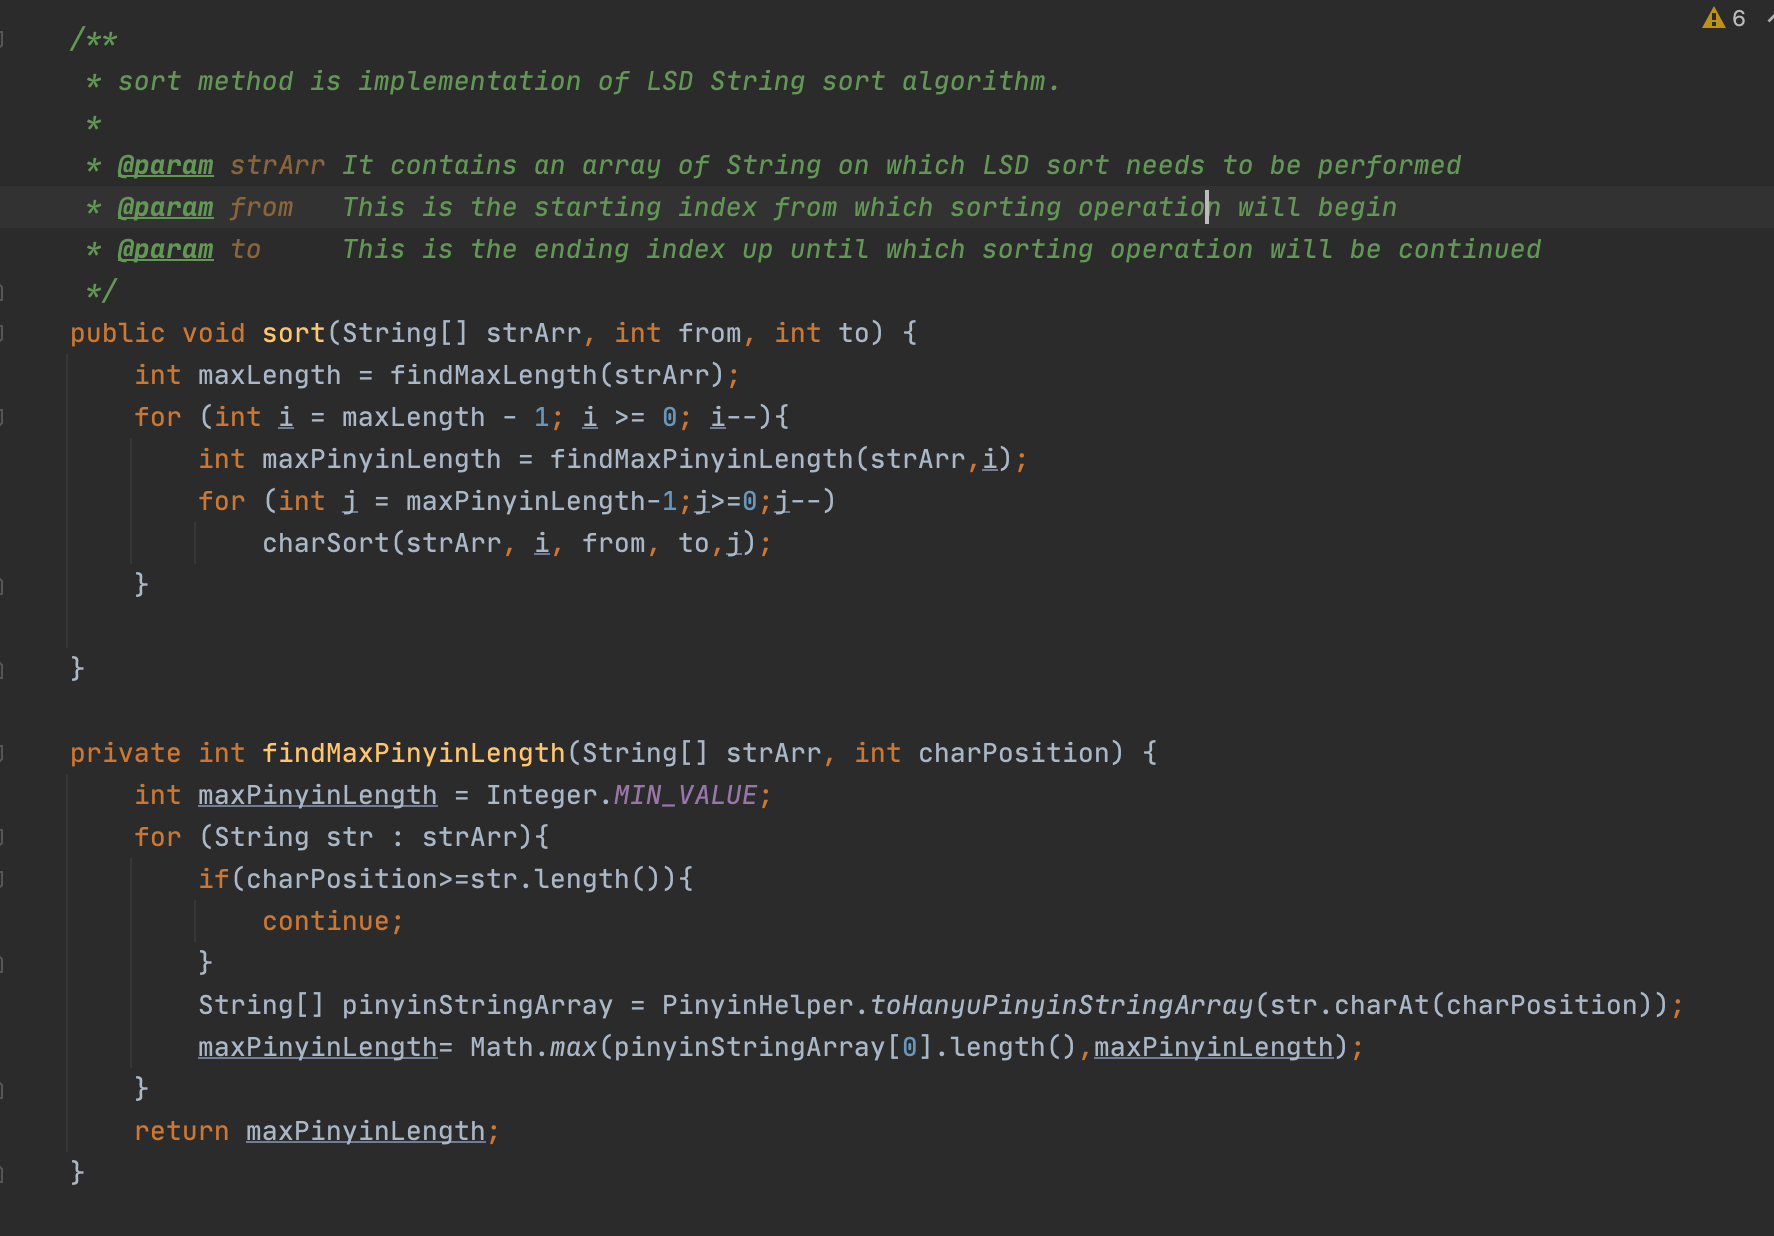 6
/**
* sort method is implementation of LSD String sort algorithm.
*
* @param strArr It contains an array of String on which LSD sort needs to be performed
* @param from   This is the starting index from which sorting operation will begin
* @param to     This is the ending index up until which sorting operation will be continued
*/
public void sort(String[] strArr, int from, int to) {
int maxLength = findMaxLength(strArr);
for (int i = maxLength - 1; i >= 0; i--){
int maxPinyinLength = findMaxPinyinLength(strArr,i);
for (int j = maxPinyinLength-1;j>=0;j--)
charSort(strArr, i, from, to,j);
}
}
private int findMaxPinyinLength(String[] strArr, int charPosition) {
int maxPinyinLength = Integer.MIN_VALUE;
for (String str : strArr){
if(charPosition>=str.length()){
continue;
}
String[] pinyinStringArray = PinyinHelper.toHanyuPinyinStringArray(str.charAt(charPosition));
maxPinyinLength= Math.max(pinyinStringArray[0].length(),maxPinyinLength);
}
return maxPinyinLength;
}